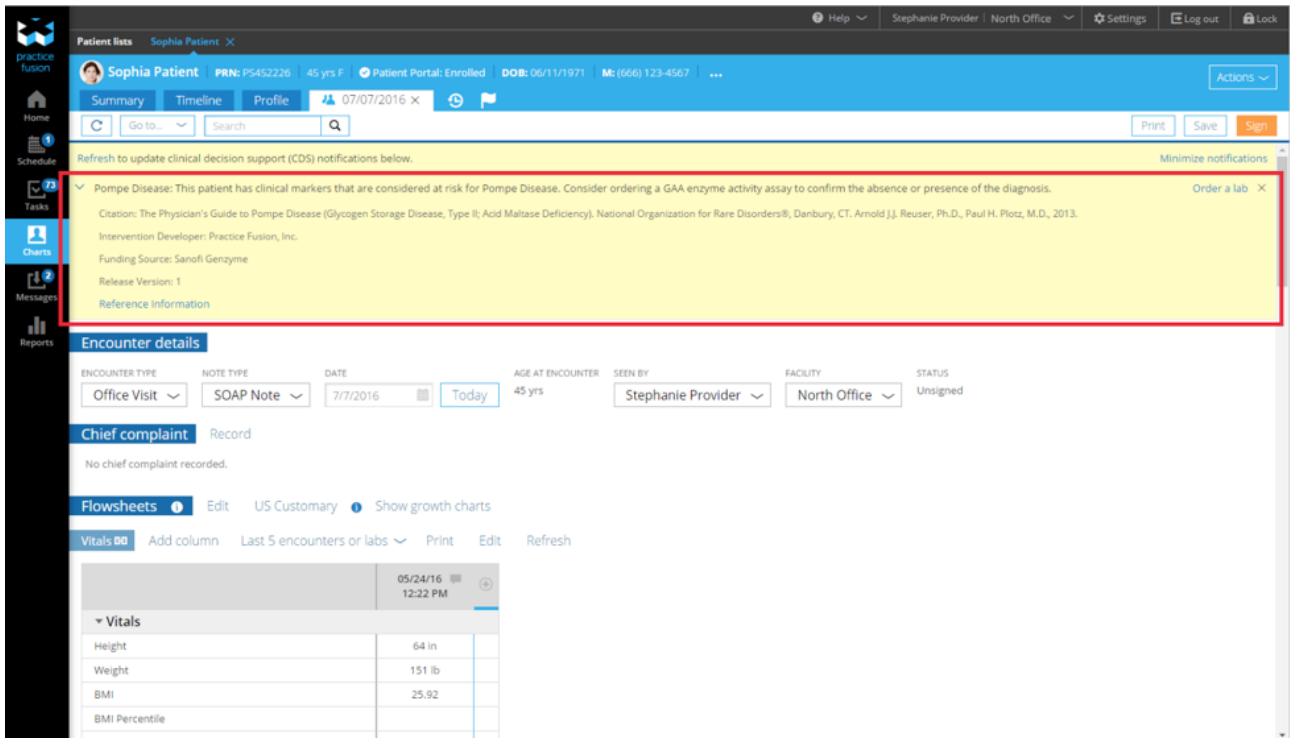 Help Stephanie Provider | North Office Settings Log out Lock
practice fusion
Patient lists Sophia Patient ×
Sophia Patient PRN: PS452226 45 yrs F Patient Portal: Enrolled DOB: 06/11/1971 M: (666) 123-4567 ... Actions
Summary Timeline Profile 07/07/2016 ×
Home
Go to... Search Print Save Sign
Schedule 1
Refresh to update clinical decision support (CDS) notifications below. Minimize notifications
Tasks 73
Pompe Disease: This patient has clinical markers that are considered at risk for Pompe Disease. Consider ordering a GAA enzyme activity assay to confirm the absence or presence of the diagnosis. Order a lab ×
Citation: The Physician's Guide to Pompe Disease (Glycogen Storage Disease, Type II; Acid Maltase Deficiency). National Organization for Rare Disorders®, Danbury, CT. Arnold J.J. Reuser, Ph.D., Paul H. Plotz, M.D., 2013.
Intervention Developer: Practice Fusion, Inc.
Charts
Funding Source: Sanofi Genzyme
Release Version: 1
Messages 2
Reference Information
Reports
Encounter details
ENCOUNTER TYPE NOTE TYPE DATE AGE AT ENCOUNTER SEEN BY FACILITY STATUS
Office Visit SOAP Note 7/7/2016 Today 45 yrs Stephanie Provider North Office Unsigned
Chief complaint Record
No chief complaint recorded.
Flowsheets Edit US Customary Show growth charts
Vitals Add column Last 5 encounters or labs Print Edit Refresh
05/24/16
12:22 PM
Vitals
Height 64 in
Weight 151 lb
BMI 25.92
BMI Percentile